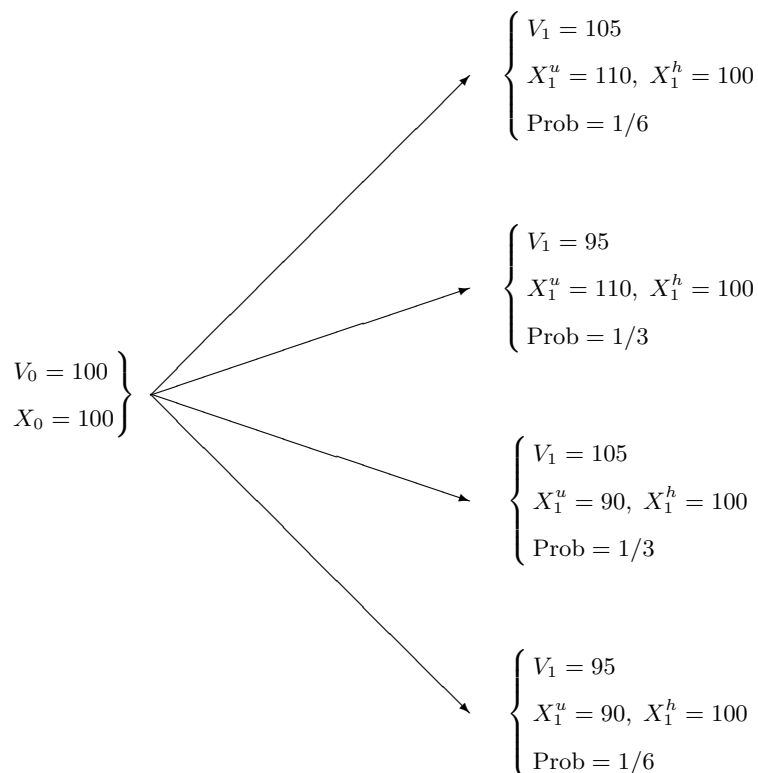 V_1 = 105
X_1^u = 110, X_1^h = 100
Prob = 1/6
V_1 = 95
X_1^u = 110, X_1^h = 100
Prob = 1/3
V_0 = 100
X_0 = 100
V_1 = 105
X_1^u = 90, X_1^h = 100
Prob = 1/3
V_1 = 95
X_1^u = 90, X_1^h = 100
Prob = 1/6